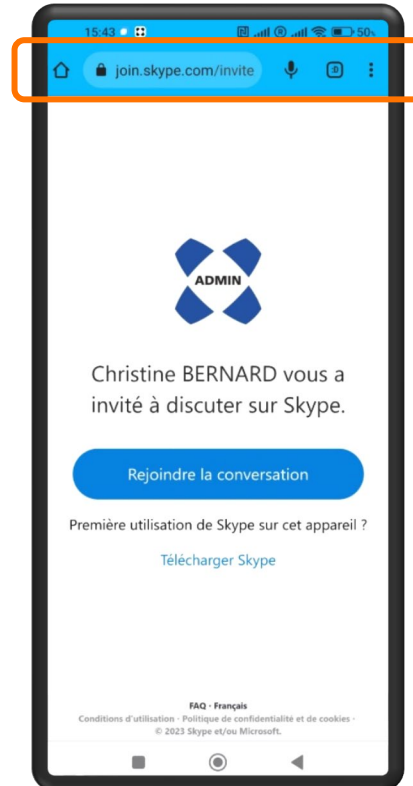 15:43 50%
join.skype.com/invite :D
ADMIN
Christine BERNARD vous a
invité à discuter sur Skype.
Rejoindre la conversation
Première utilisation de Skype sur cet appareil ?
Télécharger Skype
FAQ · Français
Conditions d'utilisation · Politique de confidentialité et de cookies ·
© 2023 Skype et/ou Microsoft.